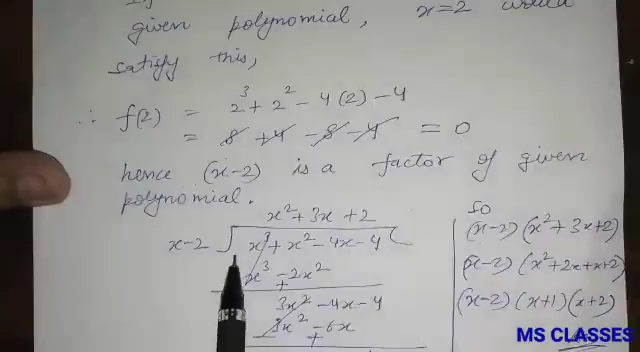 given polynomial, x=2 would
satisfy this,
∴ f(2) = 2³ + 2² - 4(2) - 4
= 8 + 4 - 8 - 4 = 0
hence (x-2) is a factor of given
polynomial.
x² + 3x + 2
x-2 x³ + x² - 4x - 4
x³ - 2x²
+
3x² - 4x - 4
3x² - 6x
- +
So
(x-2) (x² + 3x + 2)
(x-2) (x² + 2x + x + 2)
(x-2) (x+1) (x+2)
MS CLASSES